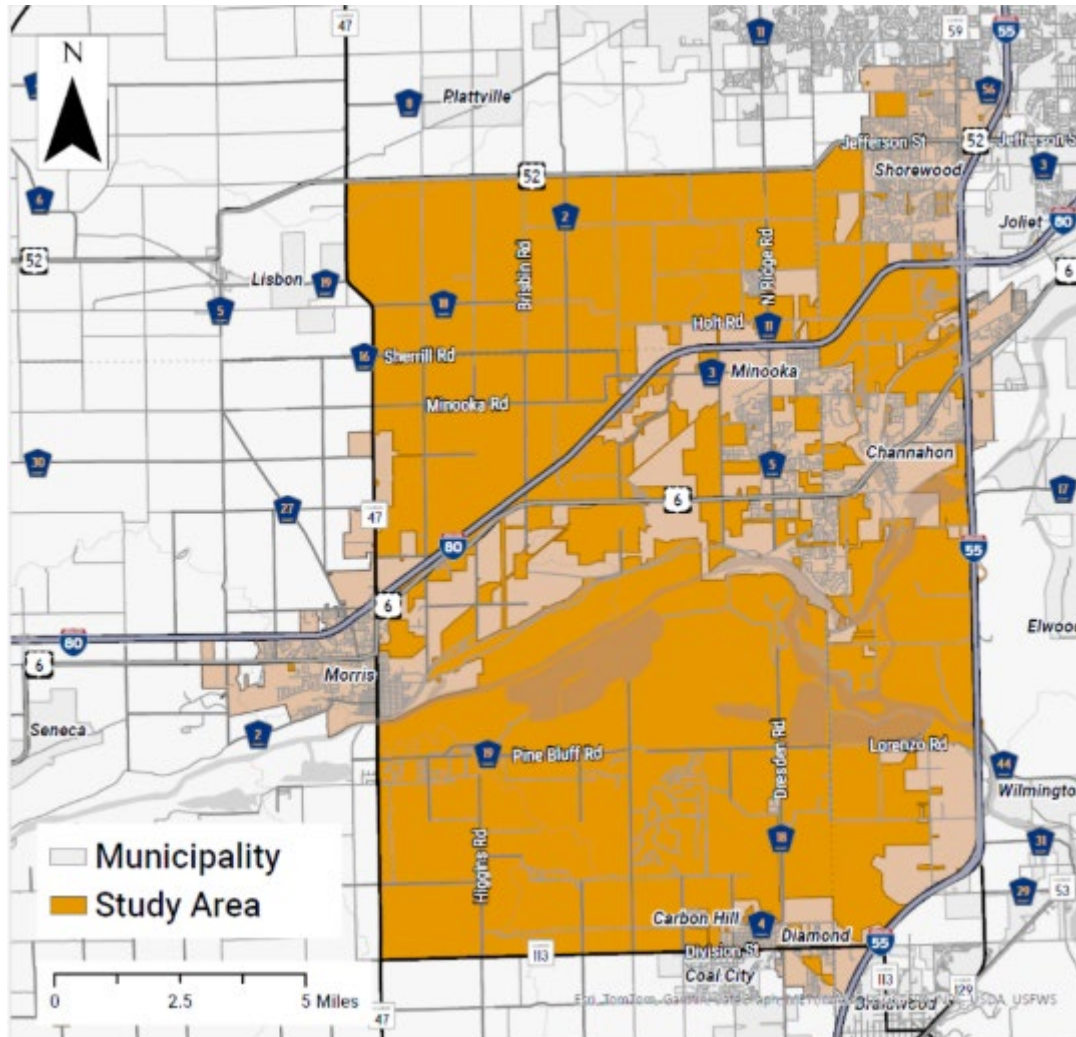 47
11
59
55
N
8
Plattville
56
Jefferson St
52
Jefferson S
Shorewood
3
52
6
2
Joliet
80
52
Brisbin Rd
N Ridge Rd
6
Lisbon
19
5
18
Holt Rd
11
16
Sherrill Rd
3
Minooka
Minooka Rd
30
Channahon
5
17
27
47
6
80
55
6
80
6
Elwood
Morris
Seneca
2
19
Pine Bluff Rd
Dresden Rd
Lorenzo Rd
44
Wilmington
Municipality
18
31
Study Area
Higgins Rd
29
53
Carbon Hill
4
Diamond
55
113
Division St
Coal City
113
129
0
2.5
5 Miles
Braidwood
USDA, USFWS
47